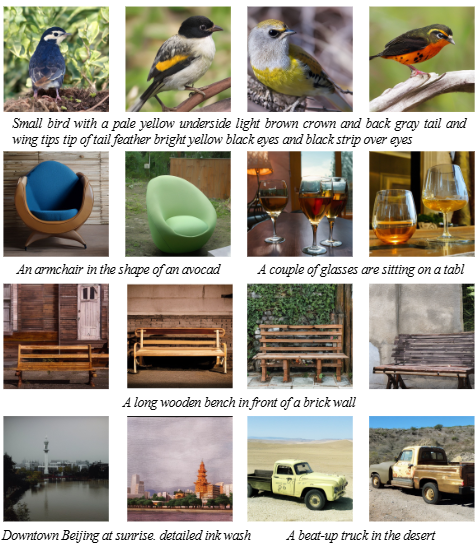 Small bird with a pale yellow underside light brown crown and back gray tail and
wing tips tip of tail feather bright yellow black eyes and black strip over eyes
An armchair in the shape of an avocad
A couple of glasses are sitting on a tabl
A long wooden bench in front of a brick wall
Downtown Beijing at sunrise. detailed ink wash
A beat-up truck in the desert